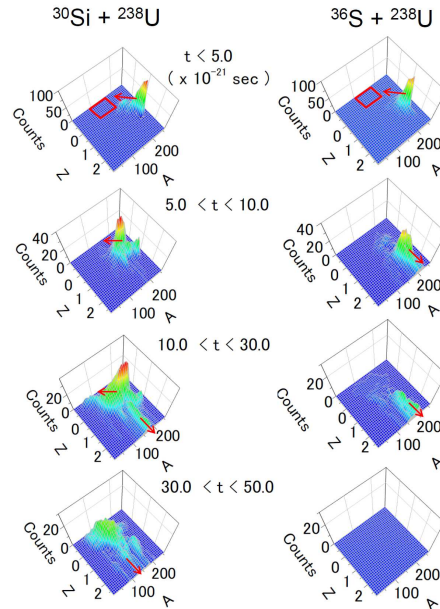 ³⁰Si + ²³⁸U
³⁶S + ²³⁸U
t < 5.0
( x 10⁻²¹ sec )
100
50
0
Counts
0
1
2
Z
100
200
A
100
50
0
Counts
0
1
2
Z
100
200
A
5.0 < t < 10.0
40
20
0
Counts
0
1
2
Z
100
200
A
40
20
0
Counts
0
1
2
Z
100
200
A
10.0 < t < 30.0
20
0
Counts
0
1
2
Z
100
200
A
20
0
Counts
0
1
2
Z
100
200
A
30.0 < t < 50.0
20
0
Counts
0
1
2
Z
100
200
A
20
0
Counts
0
1
2
Z
100
200
A